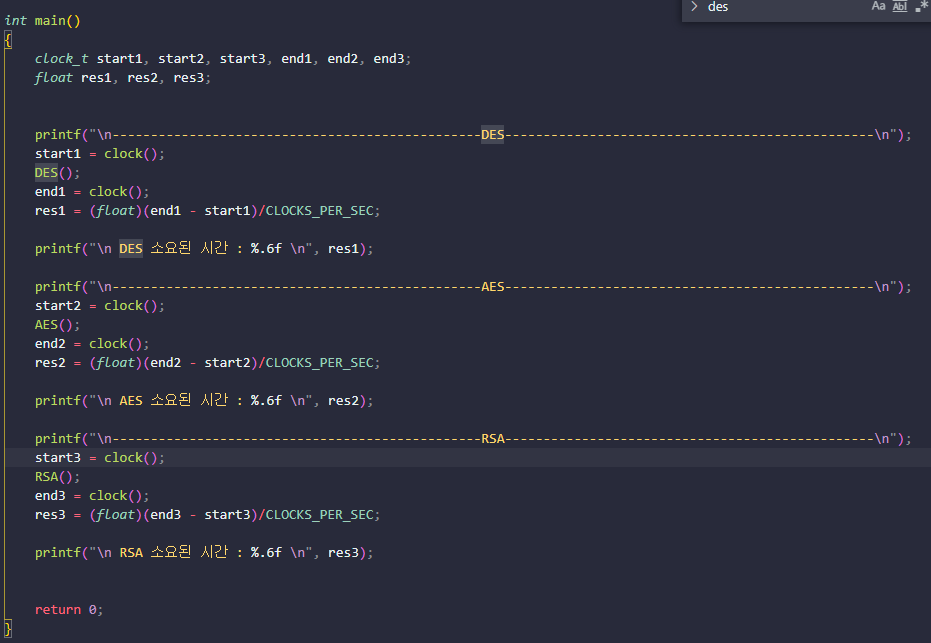 des Aa Abl .*
int main()
{
clock_t start1, start2, start3, end1, end2, end3;
float res1, res2, res3;
printf("\n------------------------------------------------DES------------------------------------------------\n");
start1 = clock();
DES();
end1 = clock();
res1 = (float)(end1 - start1)/CLOCKS_PER_SEC;
printf("\n DES 소요된 시간 : %.6f \n", res1);
printf("\n------------------------------------------------AES------------------------------------------------\n");
start2 = clock();
AES();
end2 = clock();
res2 = (float)(end2 - start2)/CLOCKS_PER_SEC;
printf("\n AES 소요된 시간 : %.6f \n", res2);
printf("\n------------------------------------------------RSA------------------------------------------------\n");
start3 = clock();
RSA();
end3 = clock();
res3 = (float)(end3 - start3)/CLOCKS_PER_SEC;
printf("\n RSA 소요된 시간 : %.6f \n", res3);
return 0;
}